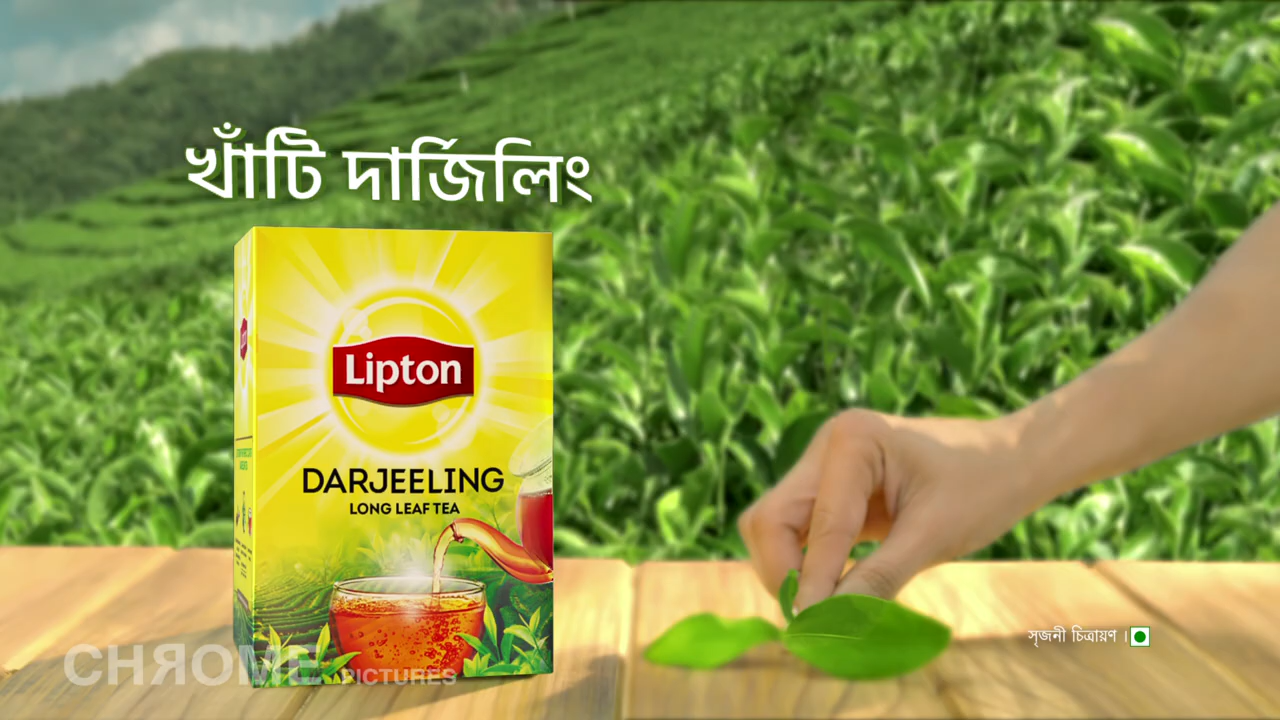 খাঁটি দার্জিলিং
Lipton
DARJEELING
LONG LEAF TEA
সৃজনী চিত্রায়ণ ।
CHROME PICTURES